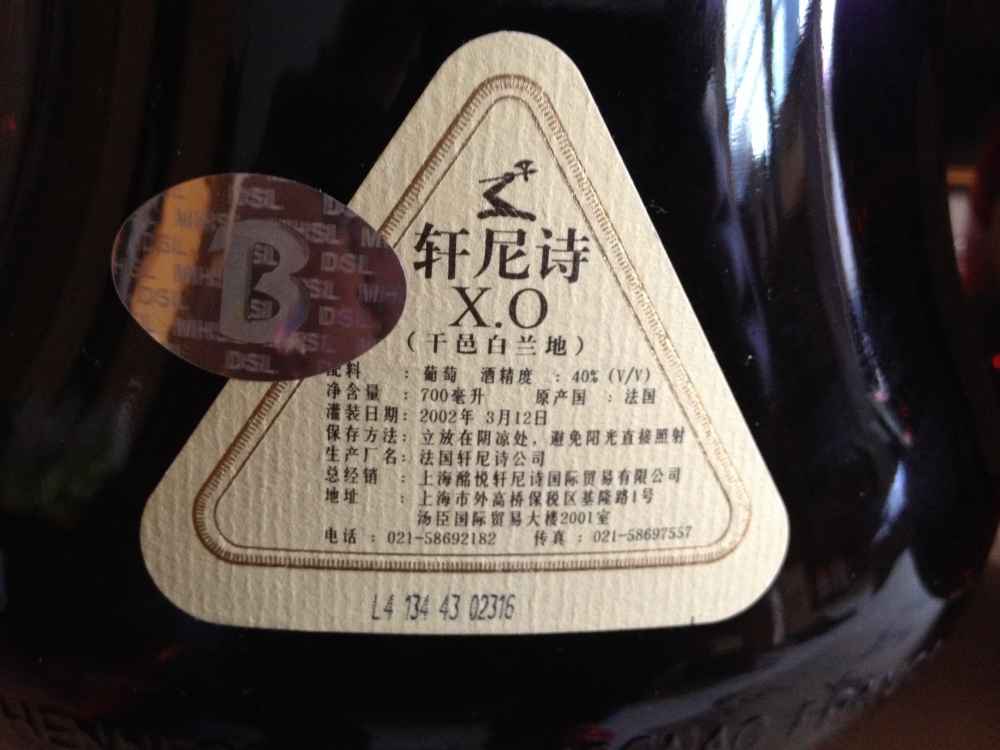 轩尼诗
X.O
（干邑白兰地）
配料 : 葡萄 酒精度 : 40% (V/V)
净含量 : 700毫升 原产国 : 法国
灌装日期: 2002年 3月12日
保存方法: 立放在阴凉处，避免阳光直接照射
生产厂名: 法国轩尼诗公司
总经销 : 上海酩悦轩尼诗国际贸易有限公司
地址 : 上海市外高桥保税区基隆路1号
汤臣国际贸易大楼2001室
电话 : 021-58692182 传真 : 021-58697557
L4 134 43 02316
B
DSL
DSL
DSL
DSL
DSL